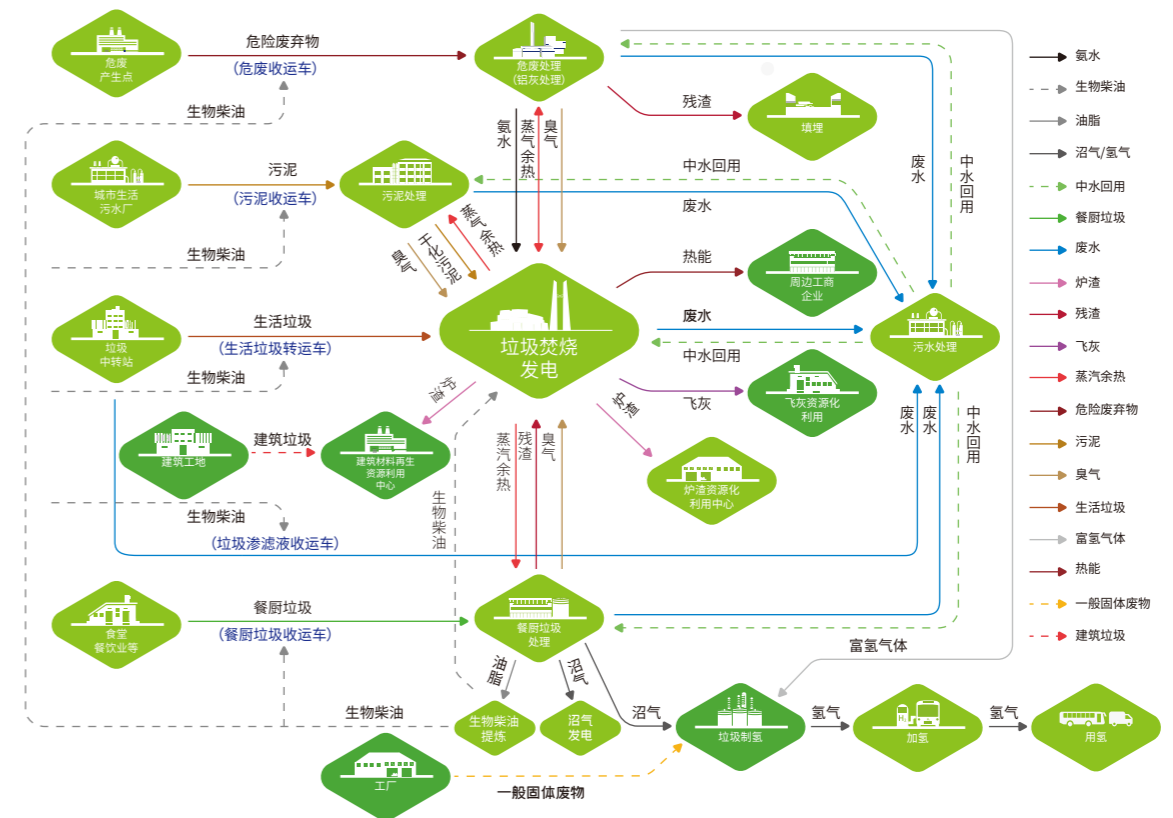 危废
产生点
危险废弃物
（危废收运车）
生物柴油
危废处理
（铝灰处理）
残渣
填埋
氨水
蒸气余热
臭气
废水
中水回用
城市生活
污水厂
污泥
（污泥收运车）
生物柴油
污泥处理
中水回用
废水
臭气
干化污泥
蒸气余热
热能
周边工商
企业
垃圾
中转站
生活垃圾
（生活垃圾转运车）
生物柴油
垃圾焚烧
发电
废水
中水回用
污水处理
飞灰
飞灰资源化
利用
炉渣
炉渣
炉渣资源化
利用中心
建筑工地
建筑垃圾
建筑材料再生
资源利用
中心
蒸汽余热
残渣
臭气
生物柴油
废水
废水
中水回用
生物柴油
（垃圾渗滤液收运车）
食堂
餐饮业等
餐厨垃圾
（餐厨垃圾收运车）
餐厨垃圾
处理
富氢气体
油脂
沼气
生物柴油
生物柴油
提炼
沼气
发电
沼气
垃圾制氢
氢气
H₂
加氢
氢气
用氢
工厂
一般固体废物
氨水
生物柴油
油脂
沼气/氢气
中水回用
餐厨垃圾
废水
炉渣
残渣
飞灰
蒸汽余热
危险废弃物
污泥
臭气
生活垃圾
富氢气体
热能
一般固体废物
建筑垃圾